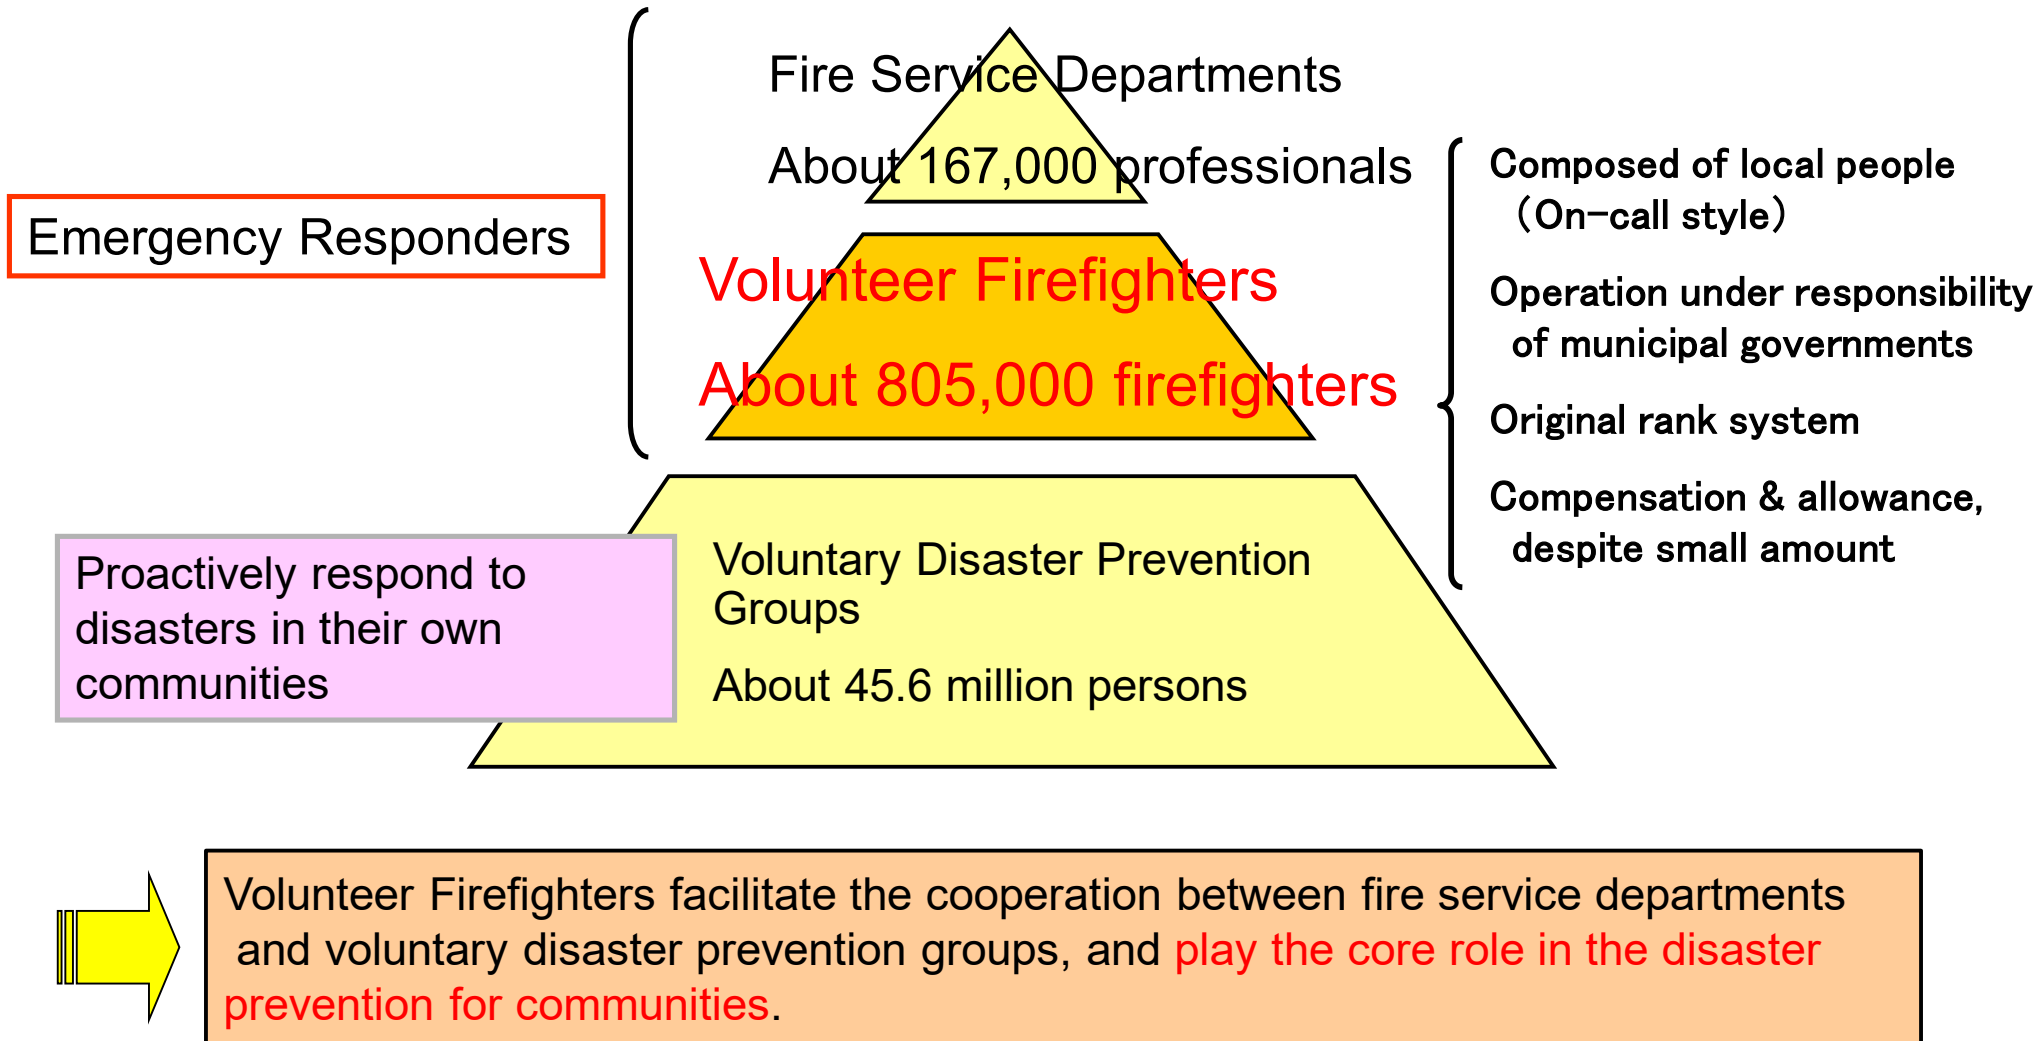 Fire Service Departments
About 167,000 professionals
Emergency Responders
Volunteer Firefighters
About 805,000 firefighters
Composed of local people
（On-call style）
Operation under responsibility
of municipal governments
Original rank system
Compensation & allowance,
despite small amount
Proactively respond to
disasters in their own
communities
Voluntary Disaster Prevention
Groups
About 45.6 million persons
Volunteer Firefighters facilitate the cooperation between fire service departments
and voluntary disaster prevention groups, and play the core role in the disaster
prevention for communities.